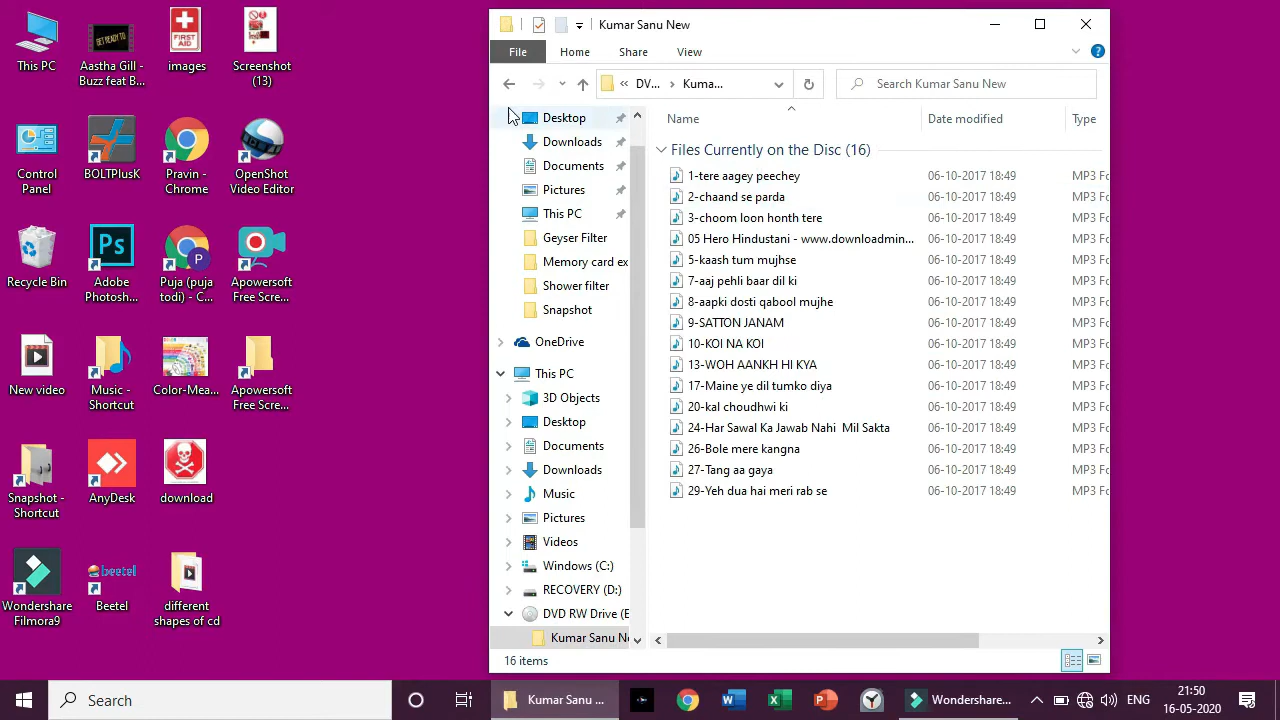 This PC
Aastha Gill -
Buzz feat B...
images
Screenshot
(13)
GET READY TO
FIRST
AID
Control
Panel
BOLTPlusK
Pravin -
Chrome
OpenShot
Video Editor
Recycle Bin
Ps
Adobe
Photosh...
P
Puja (puja
todi) - C...
Apowersoft
Free Scre...
New video
Music -
Shortcut
Color-Mea...
Apowersoft
Free Scre...
Snapshot -
Shortcut
AnyDesk
download
Wondershare
Filmora9
beetel
Beetel
different
shapes of cd
Kumar Sanu New
File
Home
Share
View
?
DV...
Kuma...
Search Kumar Sanu New
Desktop
Downloads
Documents
Pictures
This PC
Geyser Filter
Memory card ex
Shower filter
Snapshot
OneDrive
This PC
3D Objects
Desktop
Documents
Downloads
Music
Pictures
Videos
Windows (C:)
RECOVERY (D:)
DVD RW Drive (E
Kumar Sanu Ne
Name Date modified Type
Files Currently on the Disc (16)
1-tere aagey peechey 06-10-2017 18:49 MP3 Fo
2-chaand se parda 06-10-2017 18:49 MP3 Fo
3-choom loon honth tere 06-10-2017 18:49 MP3 Fo
05 Hero Hindustani - www.downloadmin... 06-10-2017 18:49 MP3 Fo
5-kaash tum mujhse 06-10-2017 18:49 MP3 Fo
7-aaj pehli baar dil ki 06-10-2017 18:49 MP3 Fo
8-aapki dosti qabool mujhe 06-10-2017 18:49 MP3 Fo
9-SATTON JANAM 06-10-2017 18:49 MP3 Fo
10-KOI NA KOI 06-10-2017 18:49 MP3 Fo
13-WOH AANKH HI KYA 06-10-2017 18:49 MP3 Fo
17-Maine ye dil tumko diya 06-10-2017 18:49 MP3 Fo
20-kal choudhwi ki 06-10-2017 18:49 MP3 Fo
24-Har Sawal Ka Jawab Nahi  Mil Sakta 06-10-2017 18:49 MP3 Fo
26-Bole mere kangna 06-10-2017 18:49 MP3 Fo
27-Tang aa gaya 06-10-2017 18:49 MP3 Fo
29-Yeh dua hai meri rab se 06-10-2017 18:49 MP3 Fo
16 items
Search
Kumar Sanu ...
Wondershare...
ENG
21:50
16-05-2020